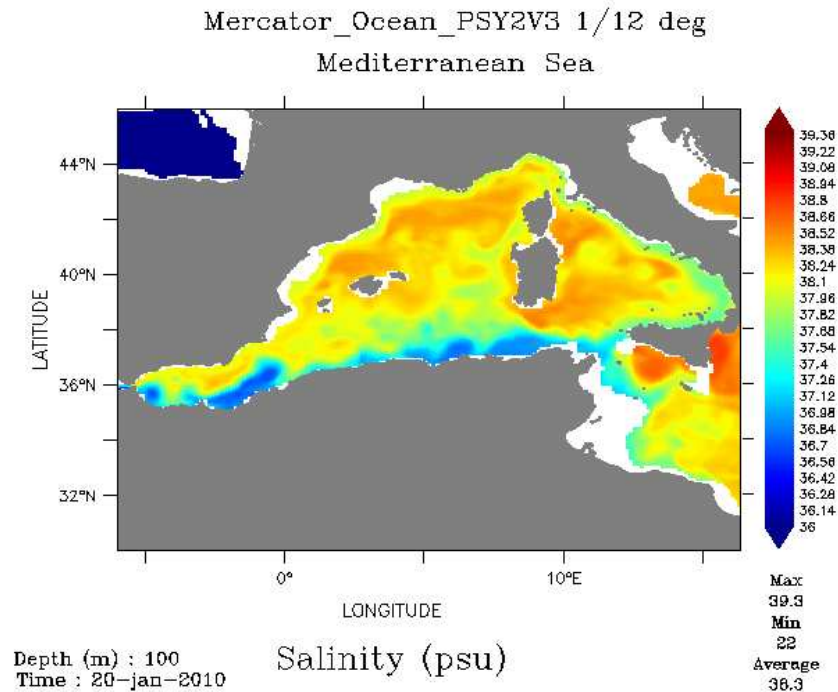 Mercator_Ocean_PSY2V3 1/12 deg
Mediterranean Sea
44°N
40°N
36°N
32°N
LATITUDE
0°
10°E
LONGITUDE
39.36
39.22
39.08
38.94
38.8
38.66
38.52
38.38
38.24
38.1
37.96
37.82
37.68
37.54
37.4
37.26
37.12
36.98
36.84
36.7
36.56
36.42
36.28
36.14
36
Max
39.3
Min
22
Average
38.3
Depth (m) : 100
Time : 20-jan-2010
Salinity (psu)